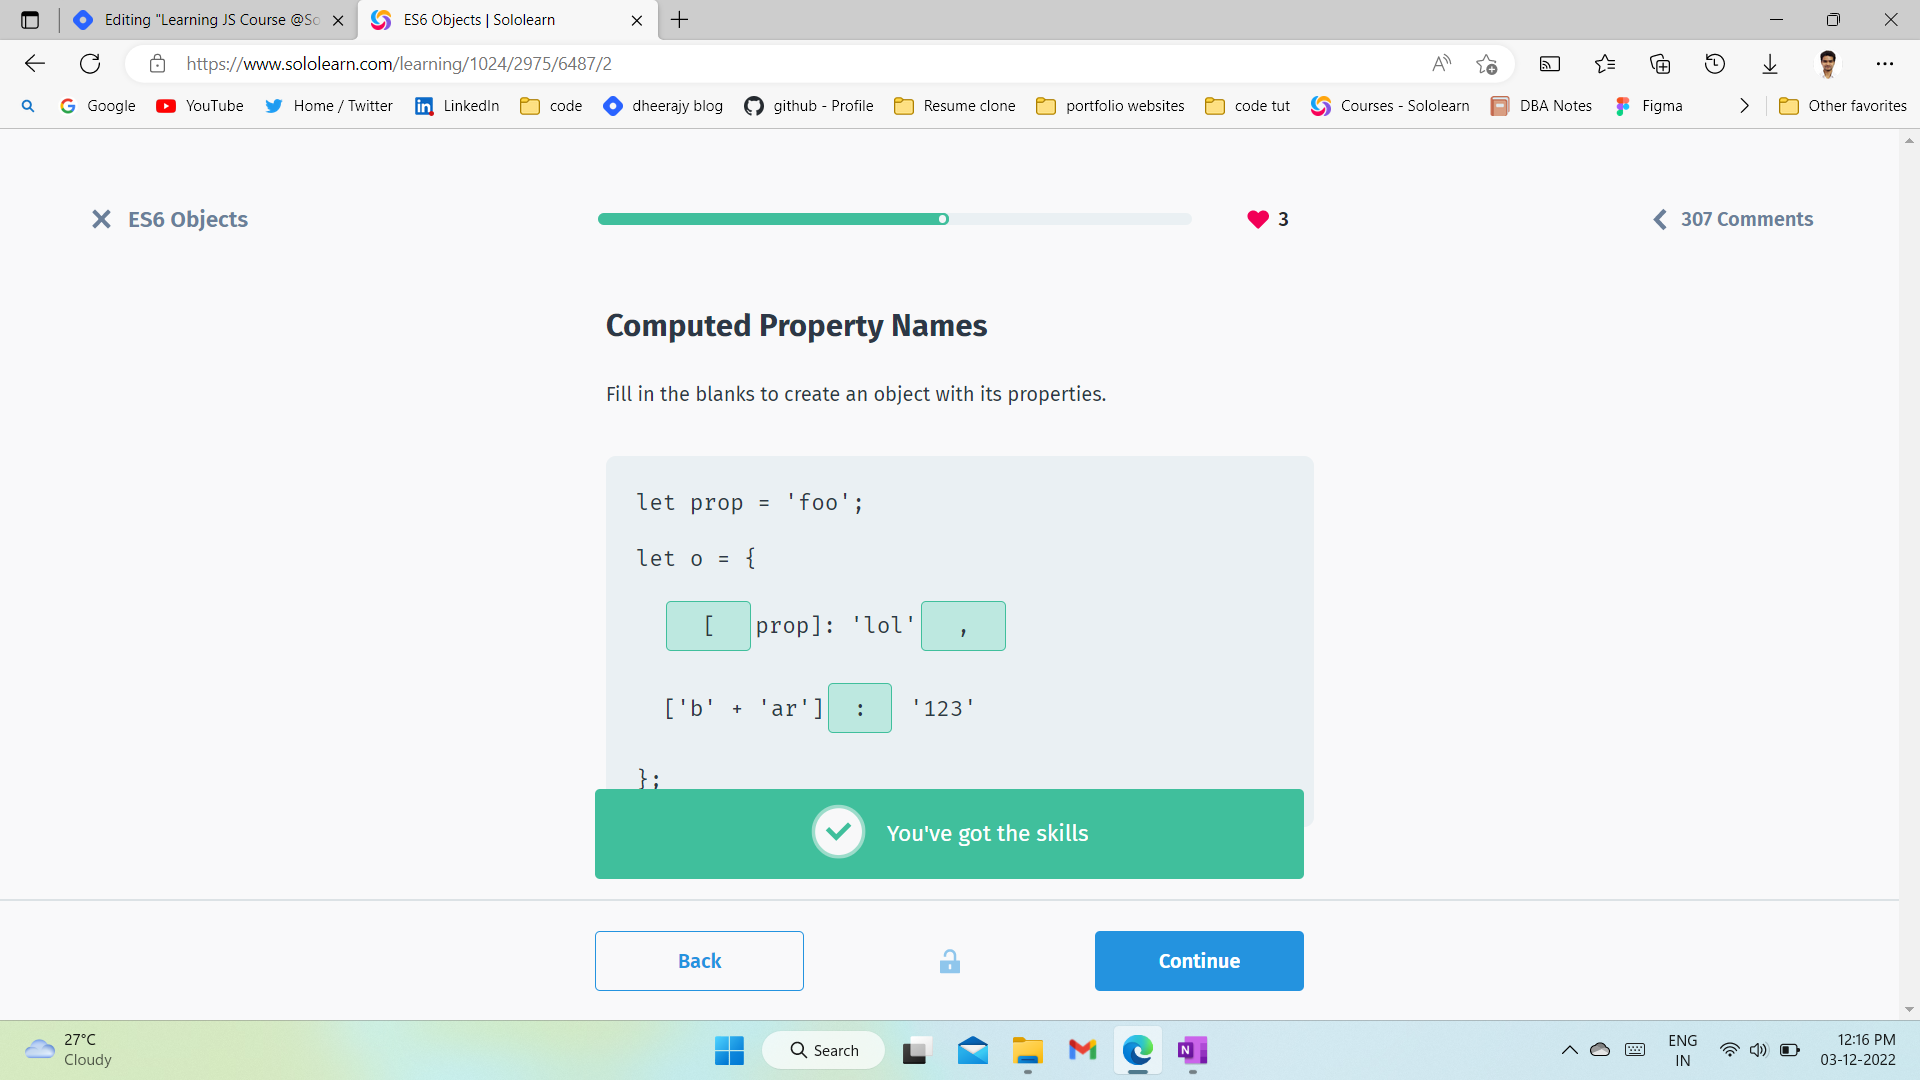 Editing "Learning JS Course @So
ES6 Objects | Sololearn
https://www.sololearn.com/learning/1024/2975/6487/2
Google
YouTube
Home / Twitter
LinkedIn
code
dheerajy blog
github - Profile
Resume clone
portfolio websites
code tut
Courses - Sololearn
DBA Notes
Figma
Other favorites
ES6 Objects
3
307 Comments
Computed Property Names
Fill in the blanks to create an object with its properties.
let prop = 'foo';
let o = {
[ prop]: 'lol' ,
['b' + 'ar'] : '123'
};
You've got the skills
Back
Continue
27°C
Cloudy
Search
ENG
IN
12:16 PM
03-12-2022